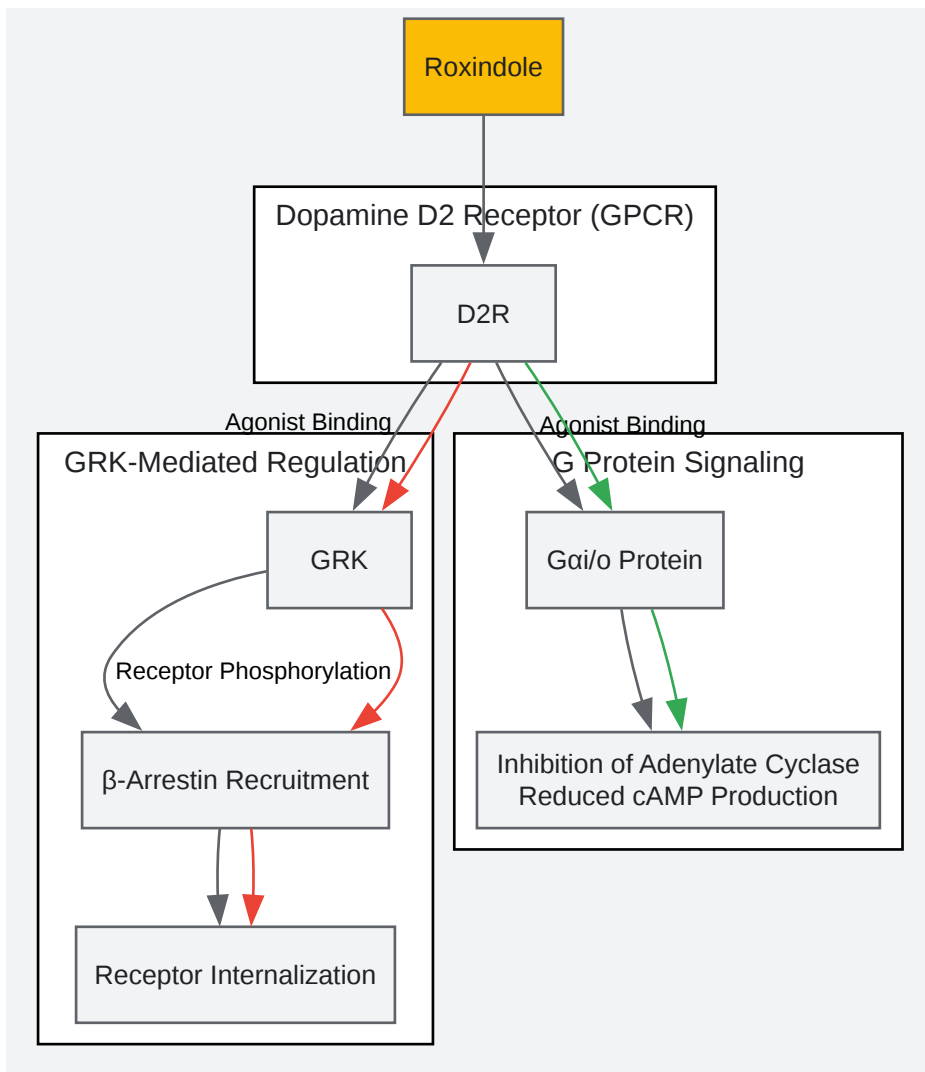 Roxindole
Dopamine D2 Receptor (GPCR)
D2R
Agonist Binding
Agonist Binding
GRK-Mediated Regulation
G Protein Signaling
GRK
Gαi/o Protein
Receptor Phosphorylation
β-Arrestin Recruitment
Inhibition of Adenylate Cyclase
Reduced cAMP Production
Receptor Internalization